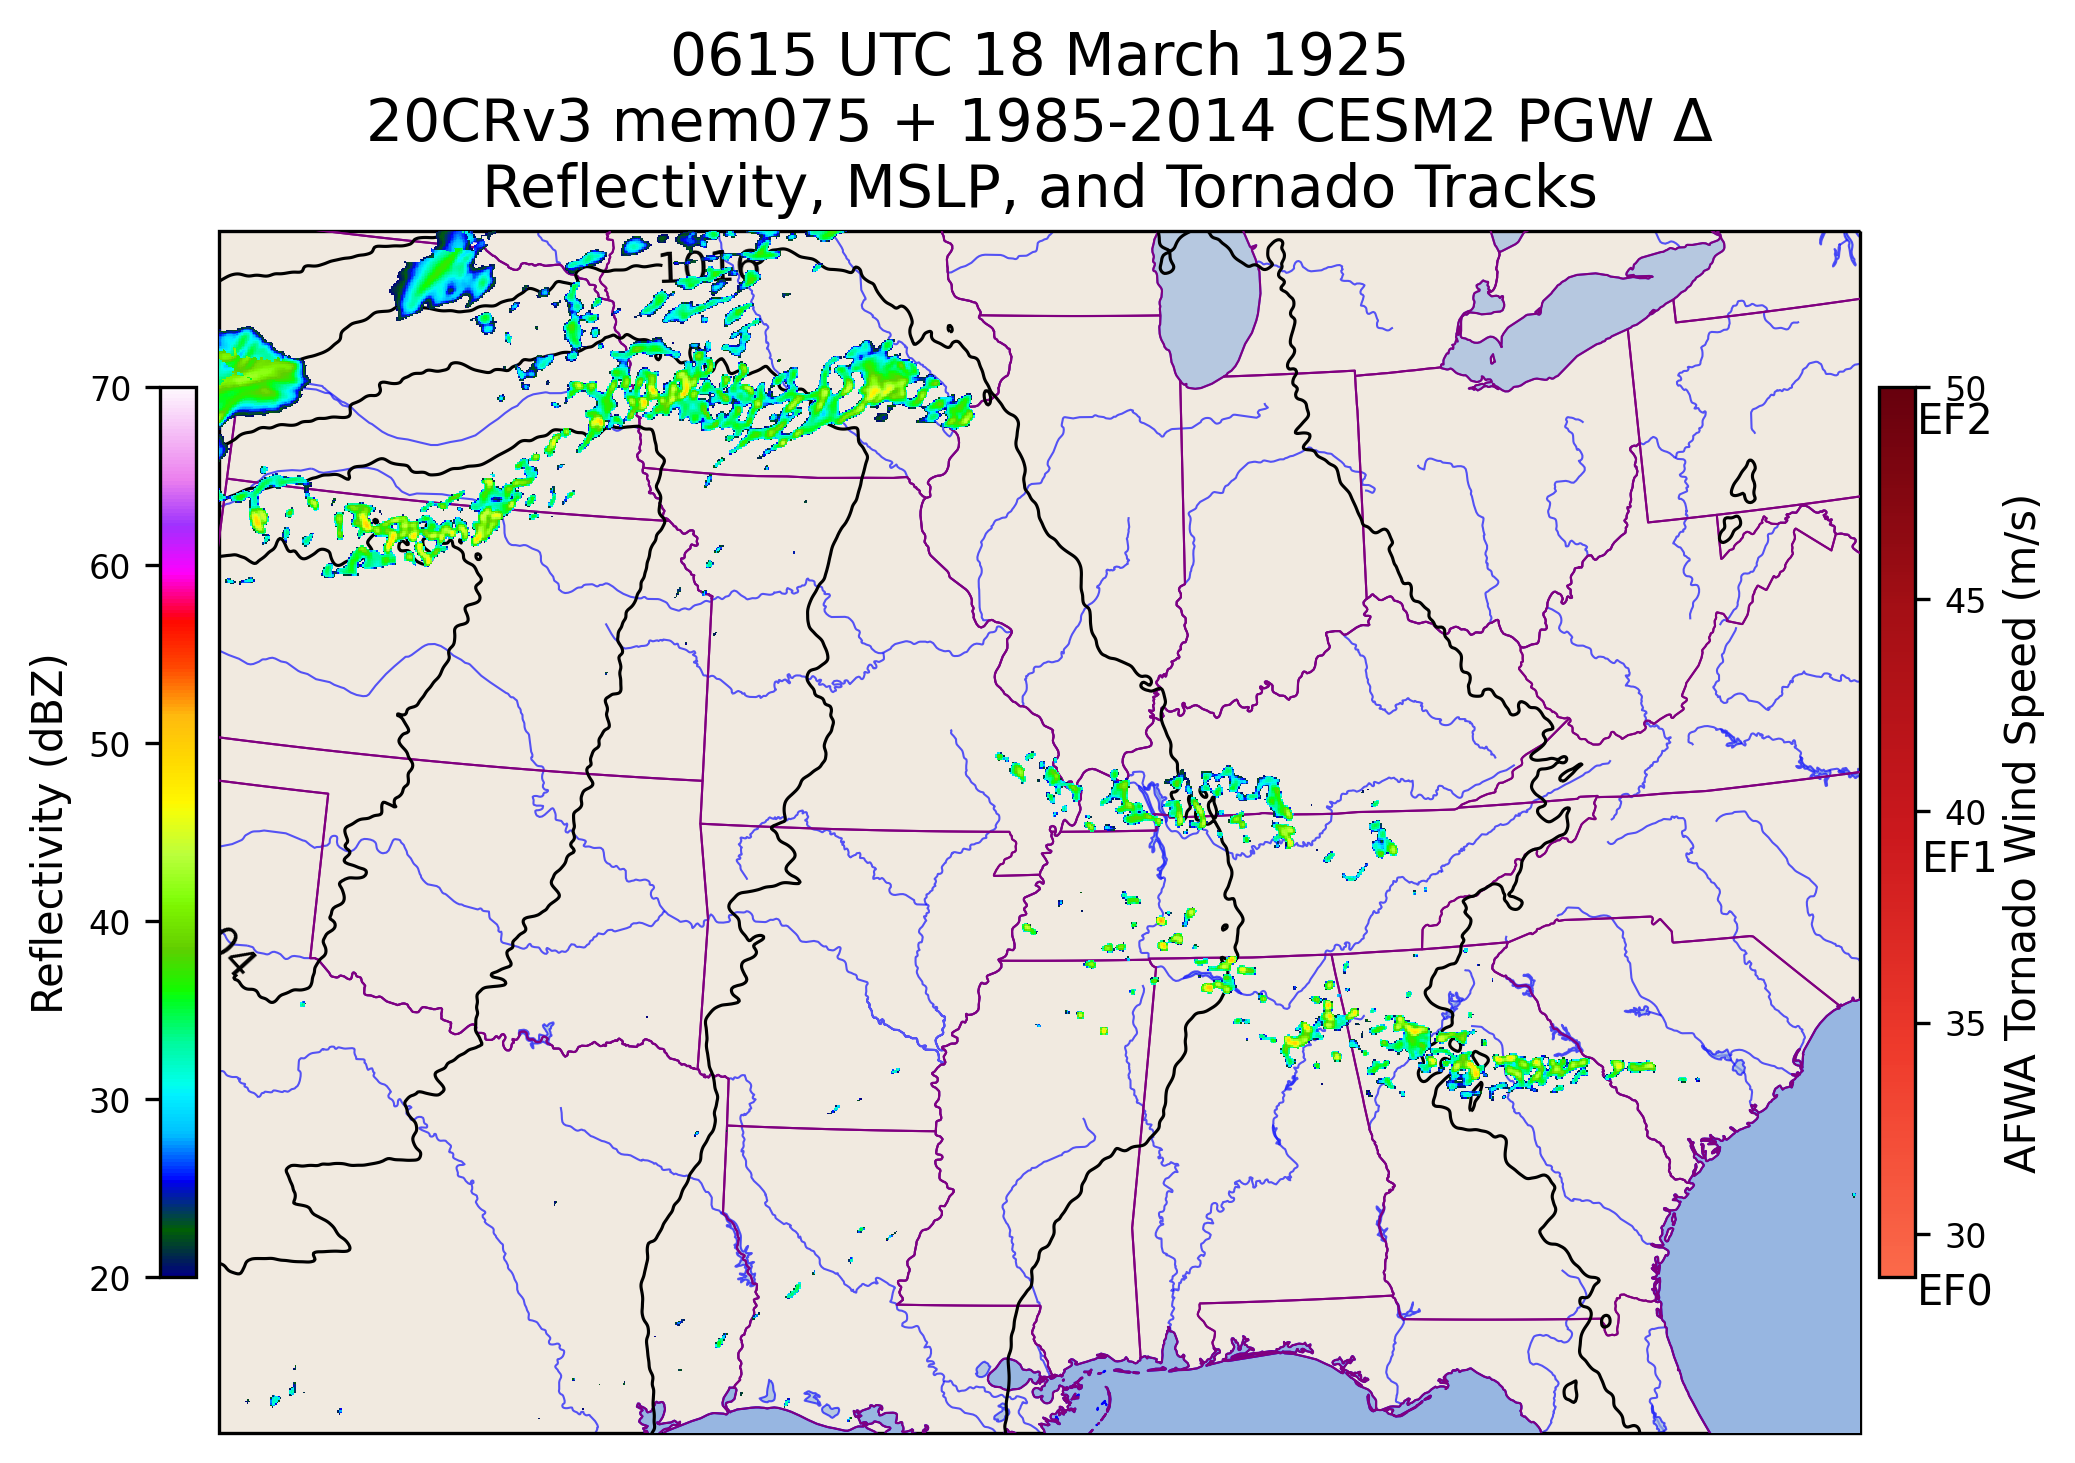 0615 UTC 18 March 1925
20CRv3 mem075 + 1985-2014 CESM2 PGW Δ
Reflectivity, MSLP, and Tornado Tracks
1016
70
60
50
40
30
20
Reflectivity (dBZ)
50
EF2
45
40
EF1
35
30
EF0
AFWA Tornado Wind Speed (m/s)